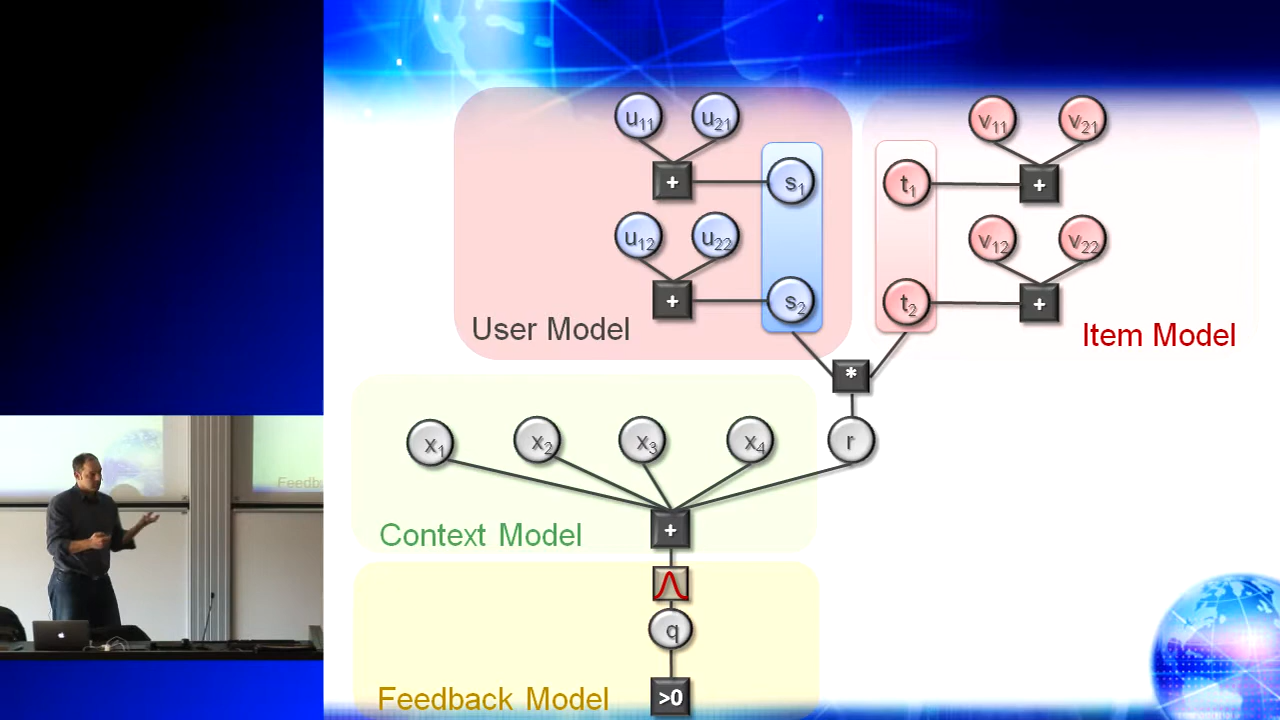 u11 u21
v11 v21
+ s1 t1 +
u12 u22
v12 v22
+ s2 t2 +
User Model
Item Model
*
x1 x2 x3 x4 r
+
Context Model
q
Feedback Model
>0